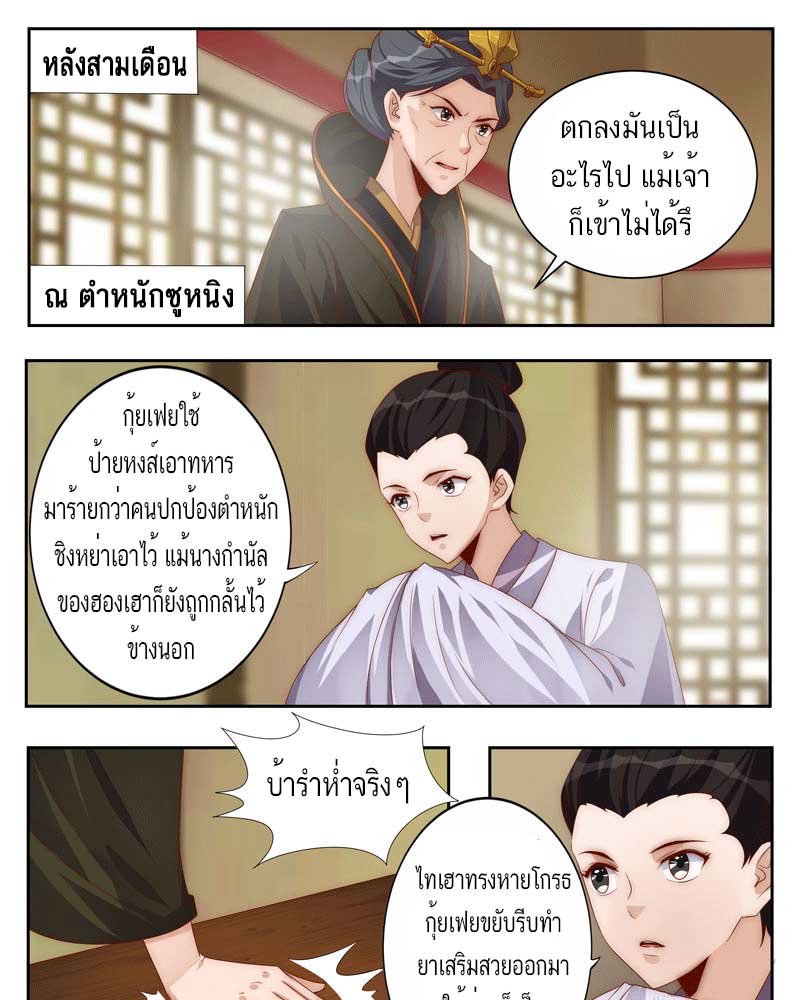 หลังสามเดือน
ตกลงมันเป็น
อะไรไป แม้เจ้า
ก็เข้าไม่ได้รึ
ณ ตำหนักซูหนิง
กุ้ยเฟยใช้
ป้ายหงส์เอาทหาร
มาร้ายกว่าคนปกป้องตำหนัก
ชิงหย่าเอาไว้ แม้นางกำนัล
ของฮองเฮาก็ยังถูกกลั้นไว้
ข้างนอก
บ้ารำห่ำจริงๆ
ไทเฮาทรงหายโกรธ
กุ้ยเฟยขยับรีบทำ
ยาเสริมสวยออกมา